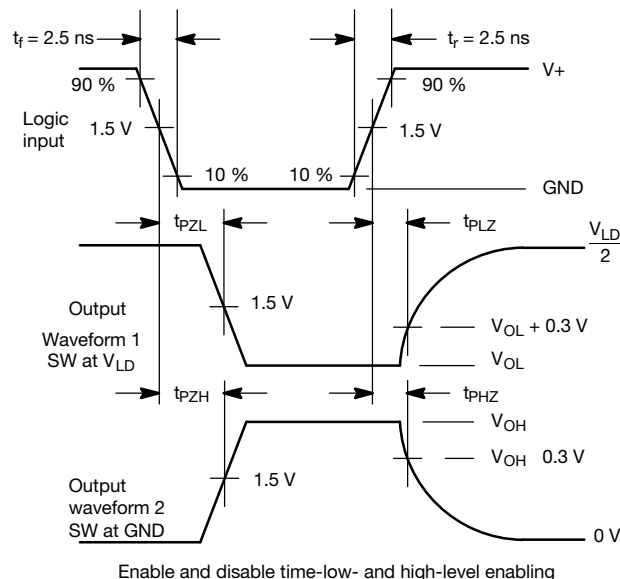 t_f = 2.5 ns
t_r = 2.5 ns
V+
90 %
90 %
Logic
input
1.5 V
1.5 V
10 %
10 %
GND
t_PZL
t_PLZ
V_LD
2
Output
Waveform 1
SW at V_LD
1.5 V
V_OL + 0.3 V
V_OL
t_PZH
t_PHZ
V_OH
V_OH 0.3 V
1.5 V
Output
waveform 2
SW at GND
0 V
Enable and disable time-low- and high-level enabling